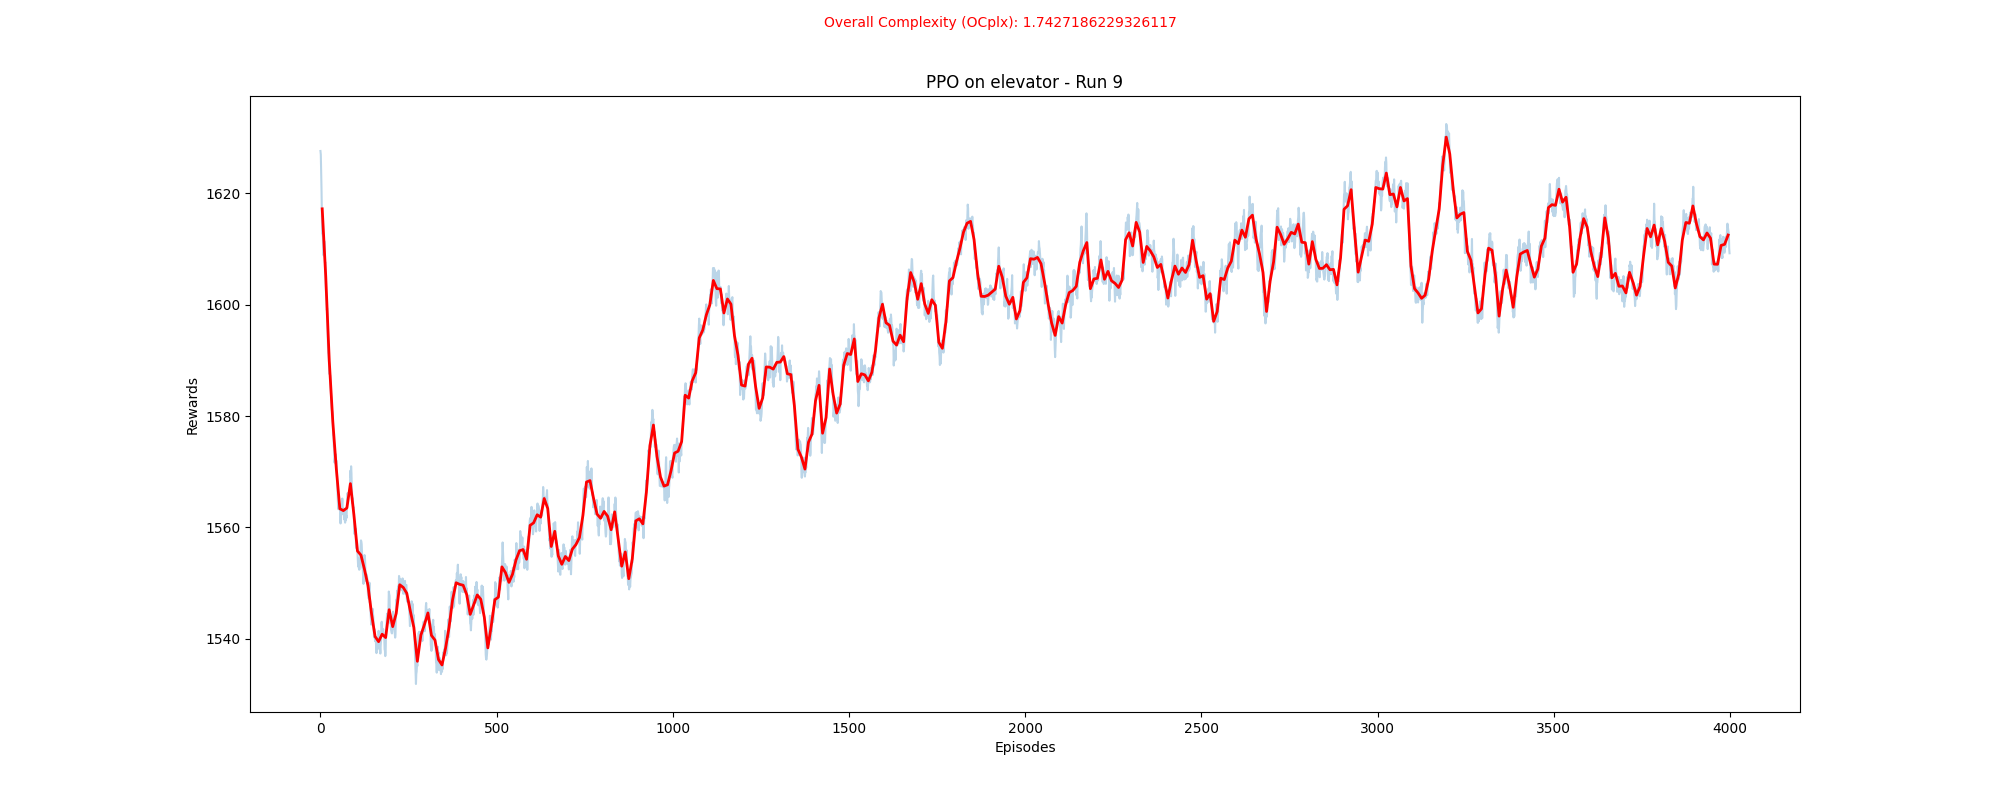 Overall Complexity (OCplx): 1.7427186229326117
PPO on elevator - Run 9
1620
1600
1580
1560
1540
Rewards
0 500 1000 1500 2000 2500 3000 3500 4000
Episodes